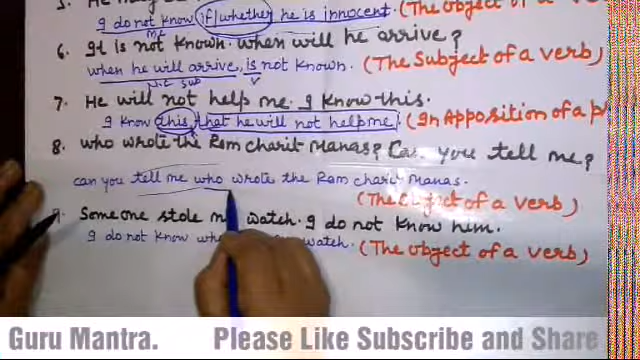 I do not know if/whether he is innocent. (The object of
6. It is not known. when will he arrive? (The Subject of a verb)
when he will arrive, is not known.
N.C sub V
7. He will not help me. I know this.
I know this that he will not help me. (In Apposition of a
8. who wrote the Ram charit Manas? Can you tell me?
can you tell me who wrote the Ram charit Manas.
(The object of a verb)
9. Someone stole my watch. I do not know him.
I do not know watch. (The object of a verb)
Guru Mantra. Please Like Subscribe and Share